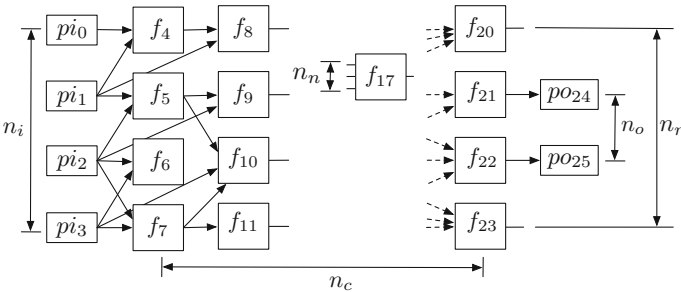 pi0 f4 f8 f20
pi1 f5 f9 nn f17 f21 po24
ni no nr
pi2 f6 f10 f22 po25
pi3 f7 f11 f23
nc